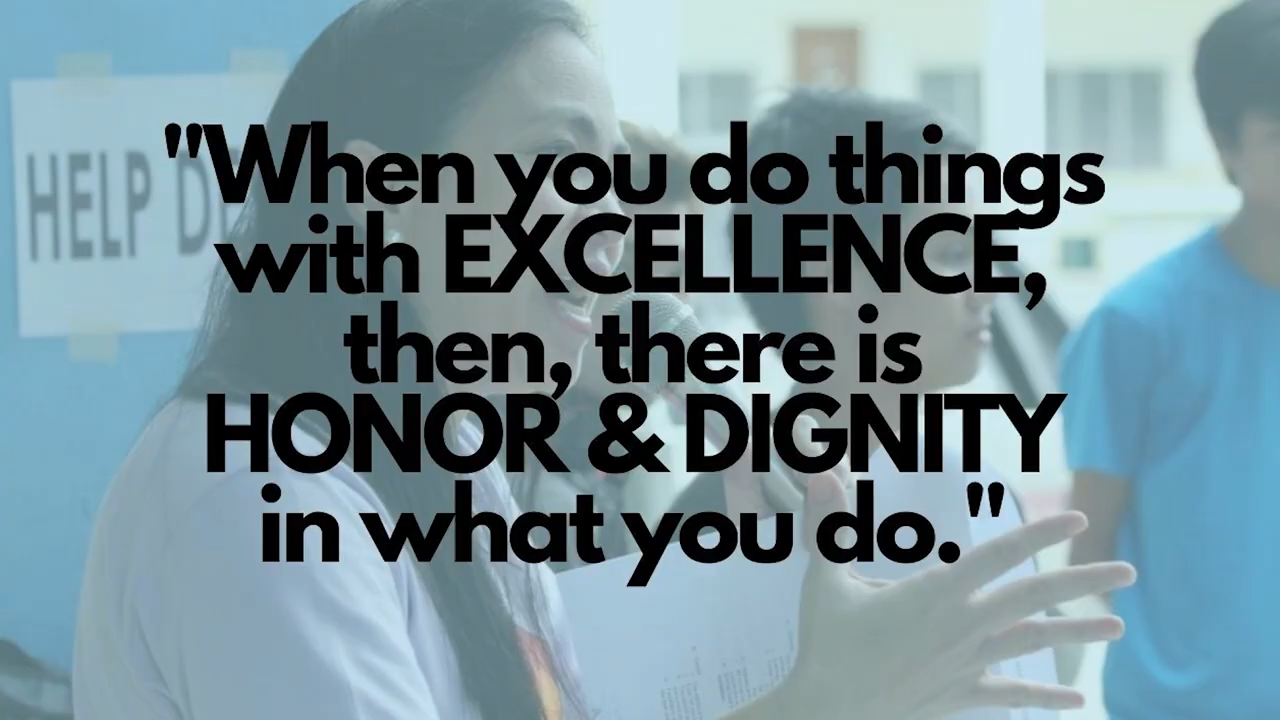 HELP
"When you do things
with EXCELLENCE,
then, there is
HONOR & DIGNITY
in what you do."